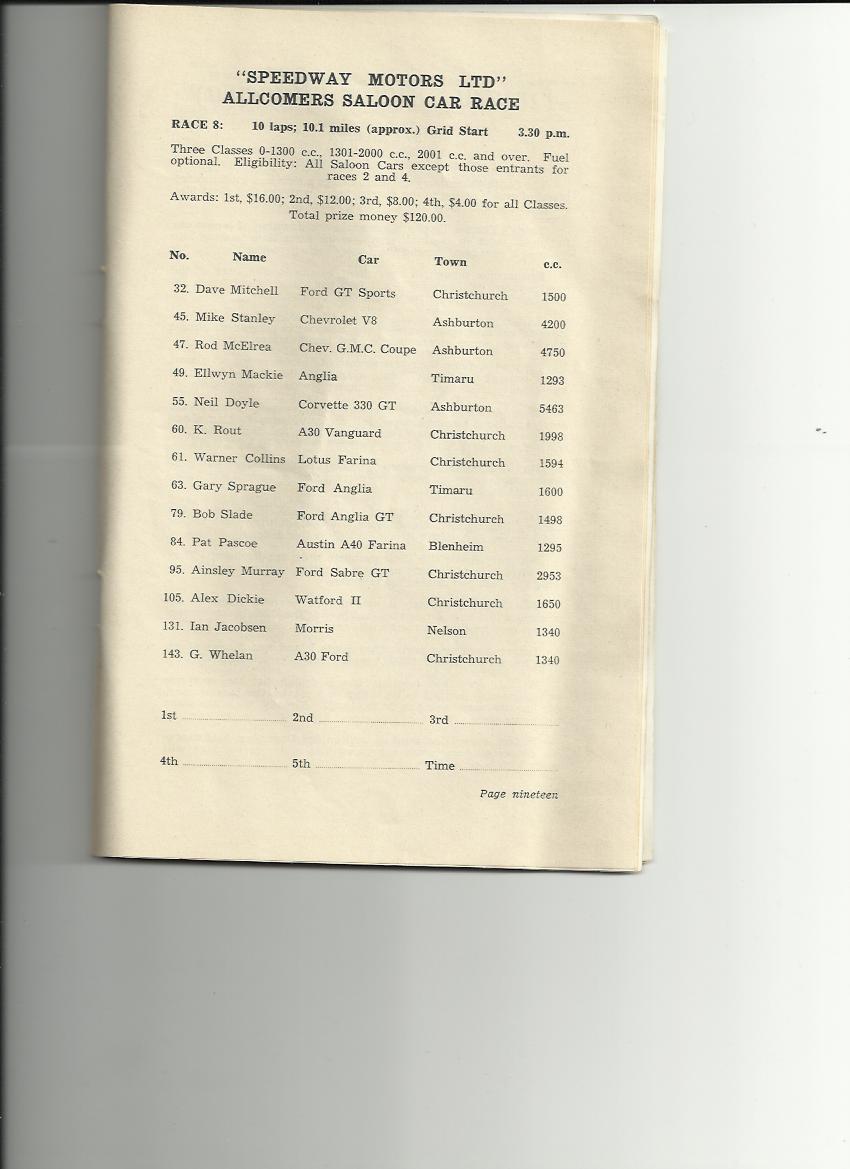 "SPEEDWAY MOTORS LTD"
ALLCOMERS SALOON CAR RACE
RACE 8: 10 laps; 10.1 miles (approx.) Grid Start 3.30 p.m.
Three Classes 0-1300 c.c., 1301-2000 c.c., 2001 c.c. and over. Fuel
optional. Eligibility: All Saloon Cars except those entrants for
races 2 and 4.
Awards: 1st, $16.00; 2nd, $12.00; 3rd, $8.00; 4th, $4.00 for all Classes.
Total prize money $120.00.
No. Name Car Town c.c.
32. Dave Mitchell Ford GT Sports Christchurch 1500
45. Mike Stanley Chevrolet V8 Ashburton 4200
47. Rod McElrea Chev. G.M.C. Coupe Ashburton 4750
49. Ellwyn Mackie Anglia Timaru 1293
55. Neil Doyle Corvette 330 GT Ashburton 5463
60. K. Rout A30 Vanguard Christchurch 1998
61. Warner Collins Lotus Farina Christchurch 1594
63. Gary Sprague Ford Anglia Timaru 1600
79. Bob Slade Ford Anglia GT Christchurch 1498
84. Pat Pascoe Austin A40 Farina Blenheim 1295
95. Ainsley Murray Ford Sabre GT Christchurch 2953
105. Alex Dickie Watford II Christchurch 1650
131. Ian Jacobsen Morris Nelson 1340
143. G. Whelan A30 Ford Christchurch 1340
1st 2nd 3rd
4th 5th Time
Page nineteen